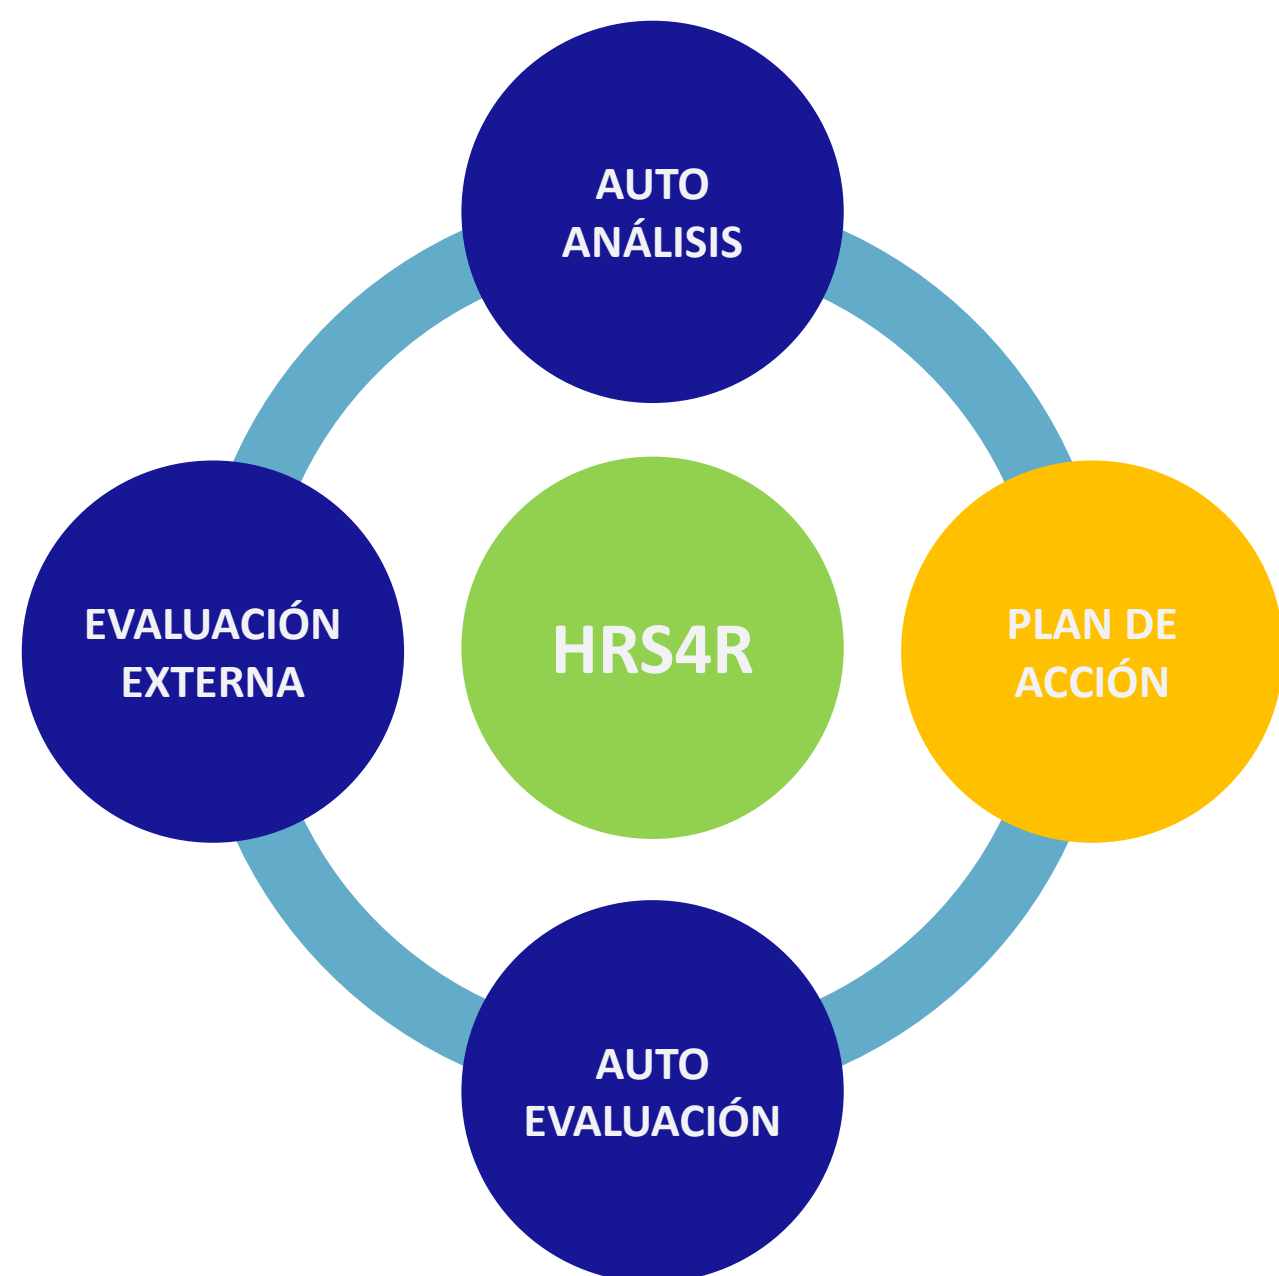 AUTO
ANÁLISIS
EVALUACIÓN
EXTERNA
HRS4R
PLAN DE
ACCIÓN
AUTO
EVALUACIÓN